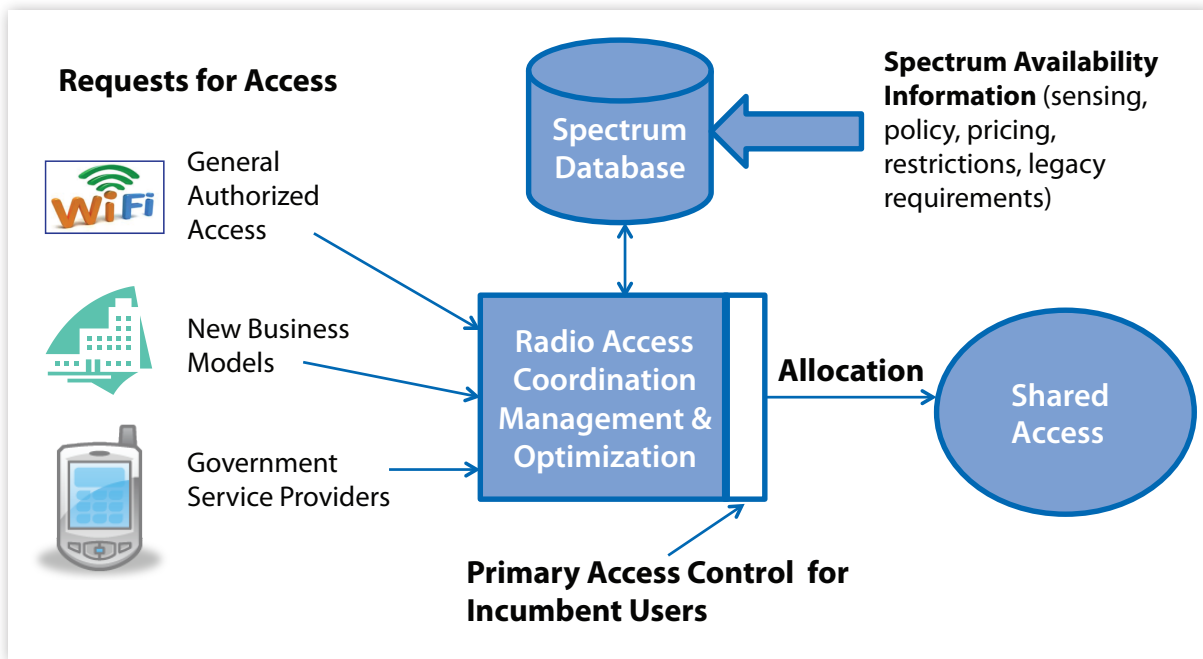 Requests for Access
WiFi
General
Authorized
Access
New Business
Models
Government
Service Providers
Spectrum
Database
Spectrum Availability
Information (sensing,
policy, pricing,
restrictions, legacy
requirements)
Radio Access
Coordination
Management &
Optimization
Allocation
Shared
Access
Primary Access Control for
Incumbent Users